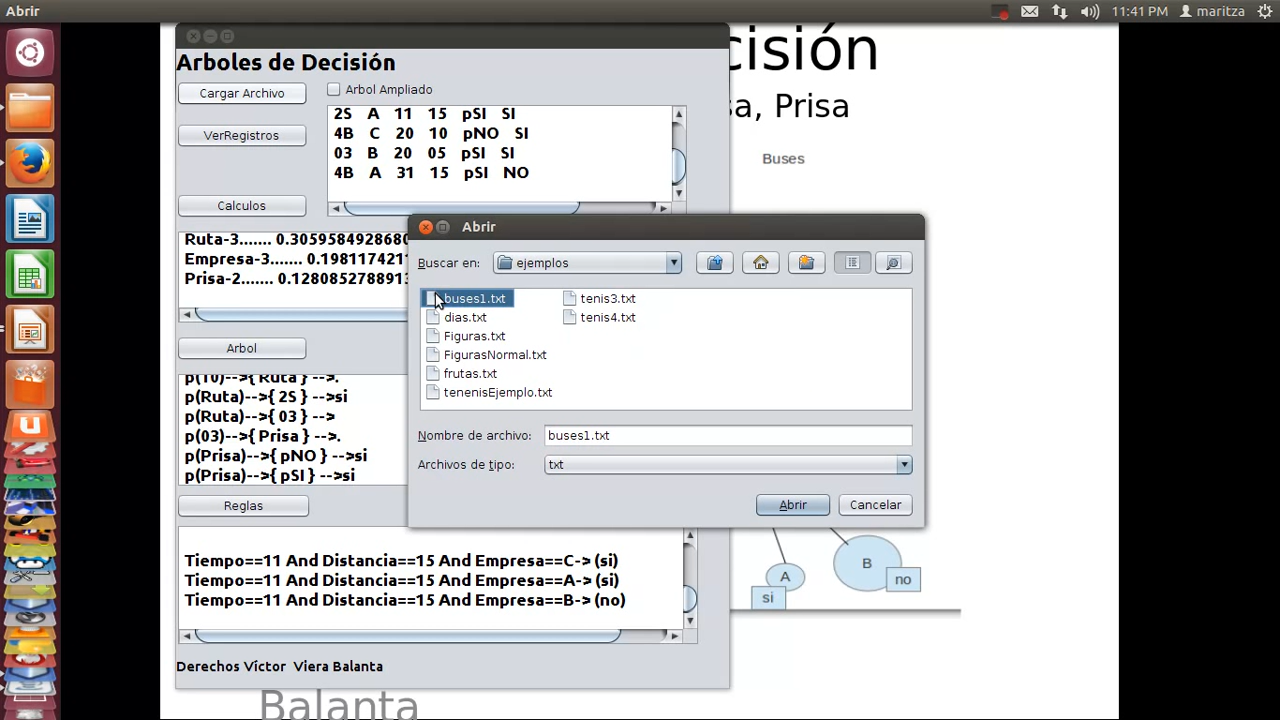 Abrir
11:41 PM
maritza
cisión
sa, Prisa
Buses
Arboles de Decisión
Cargar Archivo
Arbol Ampliado
VerRegistros
2S A 11 15 pSI SI
4B C 20 10 pNO SI
03 B 20 05 pSI SI
4B A 31 15 pSI NO
Calculos
Ruta-3....... 0.3059584928680
Empresa-3....... 0.1981174211
Prisa-2....... 0.1280852788913
Arbol
p(10)-->{ Ruta } -->.
p(Ruta)-->{ 2S } -->si
p(Ruta)-->{ 03 } -->
p(03)-->{ Prisa } -->.
p(Prisa)-->{ pNO } -->si
p(Prisa)-->{ pSI } -->si
Reglas
Tiempo==11 And Distancia==15 And Empresa==C-> (si)
Tiempo==11 And Distancia==15 And Empresa==A-> (si)
Tiempo==11 And Distancia==15 And Empresa==B-> (no)
Derechos Víctor Viera Balanta
Abrir
Buscar en: ejemplos
buses1.txt
dias.txt
Figuras.txt
FigurasNormal.txt
frutas.txt
tenenisEjemplo.txt
tenis3.txt
tenis4.txt
Nombre de archivo: buses1.txt
Archivos de tipo: txt
Abrir
Cancelar
A
si
B
no
Balanta